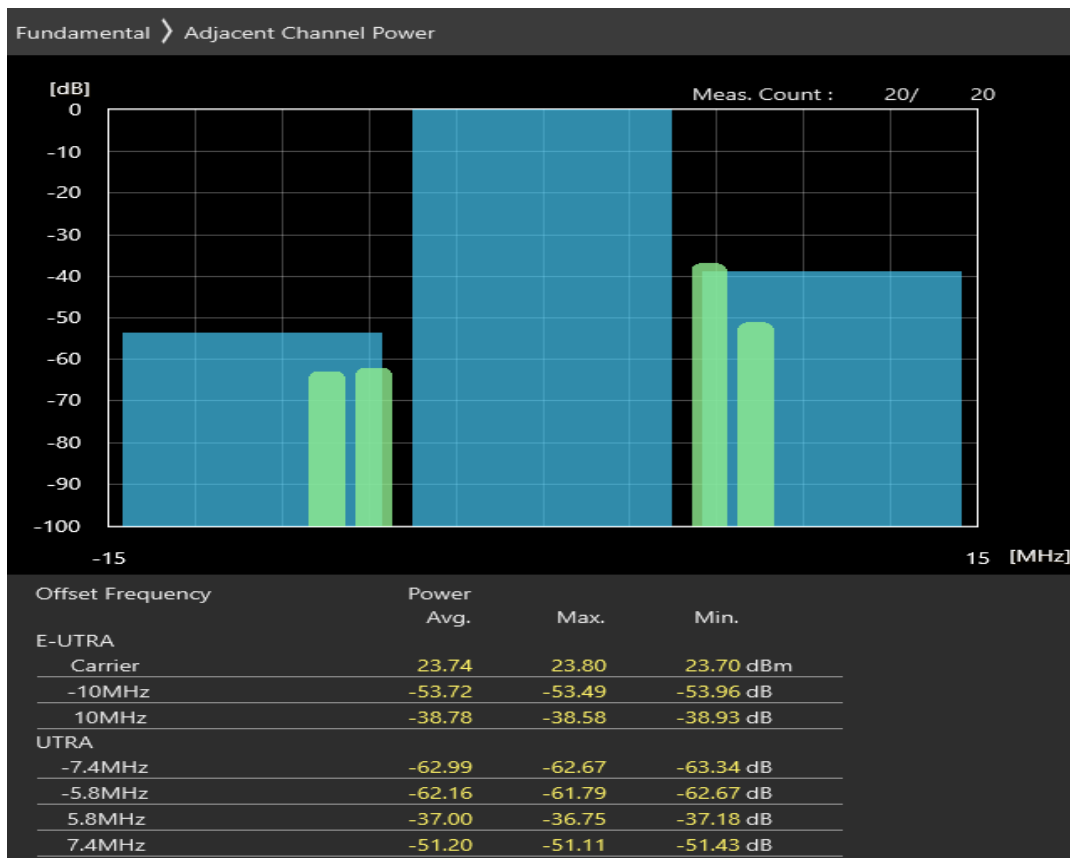 Fundamental 〉 Adjacent Channel Power
[dB]
Meas. Count : 20/ 20
0
-10
-20
-30
-40
-50
-60
-70
-80
-90
-100
-15 15 [MHz]
Offset Frequency Power
Avg. Max. Min.
E-UTRA
Carrier 23.74 23.80 23.70 dBm
-10MHz -53.72 -53.49 -53.96 dB
10MHz -38.78 -38.58 -38.93 dB
UTRA
-7.4MHz -62.99 -62.67 -63.34 dB
-5.8MHz -62.16 -61.79 -62.67 dB
5.8MHz -37.00 -36.75 -37.18 dB
7.4MHz -51.20 -51.11 -51.43 dB